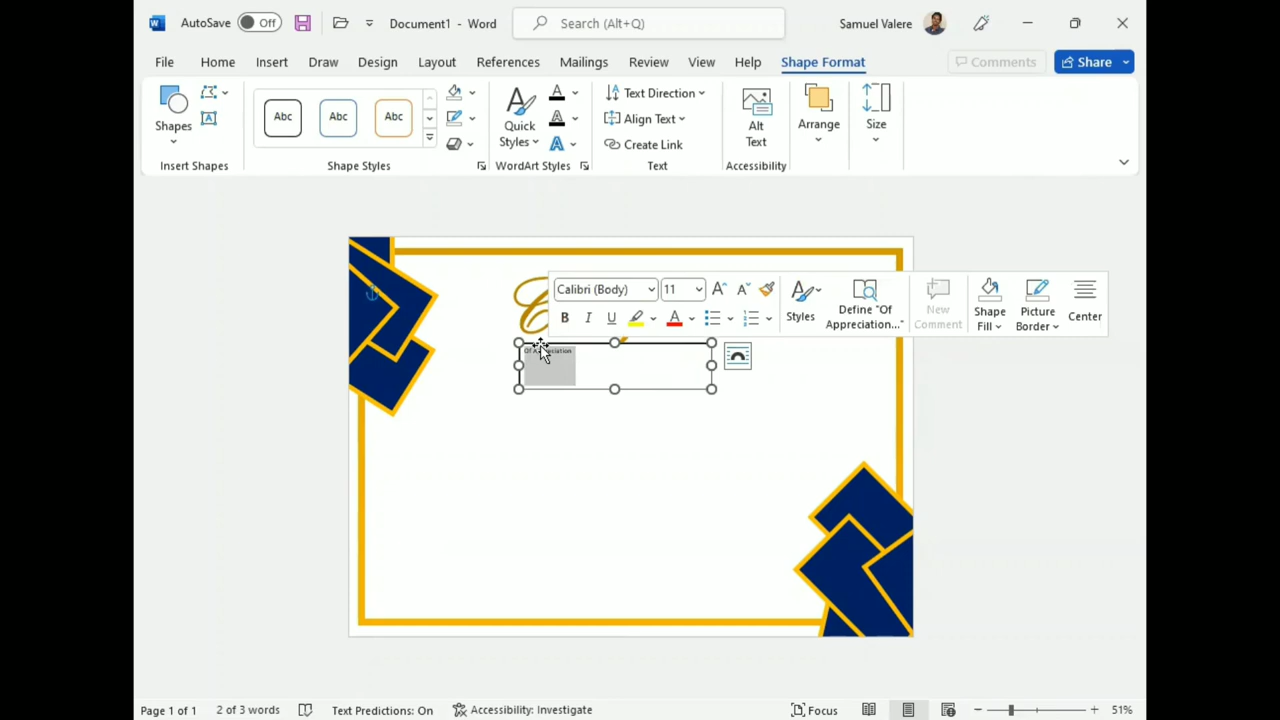 AutoSave Off Document1 - Word Search (Alt+Q) Samuel Valere
File Home Insert Draw Design Layout References Mailings Review View Help Shape Format Comments Share
Shapes
Insert Shapes
Abc Abc Abc
Shape Styles
Quick Styles
WordArt Styles
Text Direction
Align Text
Create Link
Text
Alt Text
Accessibility
Arrange
Size
Calibri (Body) 11
B I U
Styles
Define "Of Appreciation..."
New Comment
Shape Fill
Picture Border
Center
Of Appreciation
Page 1 of 1 2 of 3 words Text Predictions: On Accessibility: Investigate Focus 51%